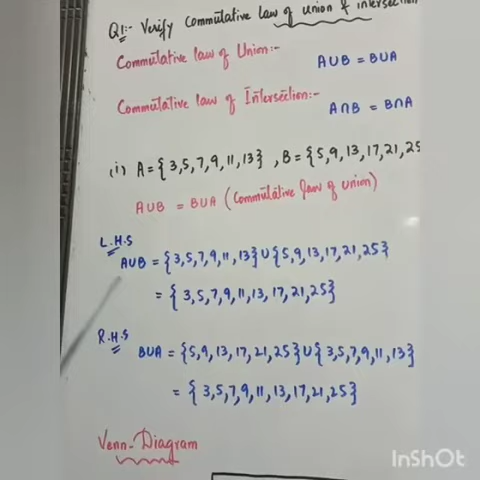 Q1:- Verify Commutative law of union & intersection
Commutative law of Union:-
A∪B = B∪A
Commutative law of Intersection:-
A∩B = B∩A
(i) A={3,5,7,9,11,13} , B={5,9,13,17,21,25
A∪B = B∪A (Commutative law of union)
L.H.S
A∪B = {3,5,7,9,11,13}∪{5,9,13,17,21,25}
= {3,5,7,9,11,13,17,21,25}
R.H.S
B∪A = {5,9,13,17,21,25}∪{3,5,7,9,11,13}
= {3,5,7,9,11,13,17,21,25}
Venn-Diagram
InShOt